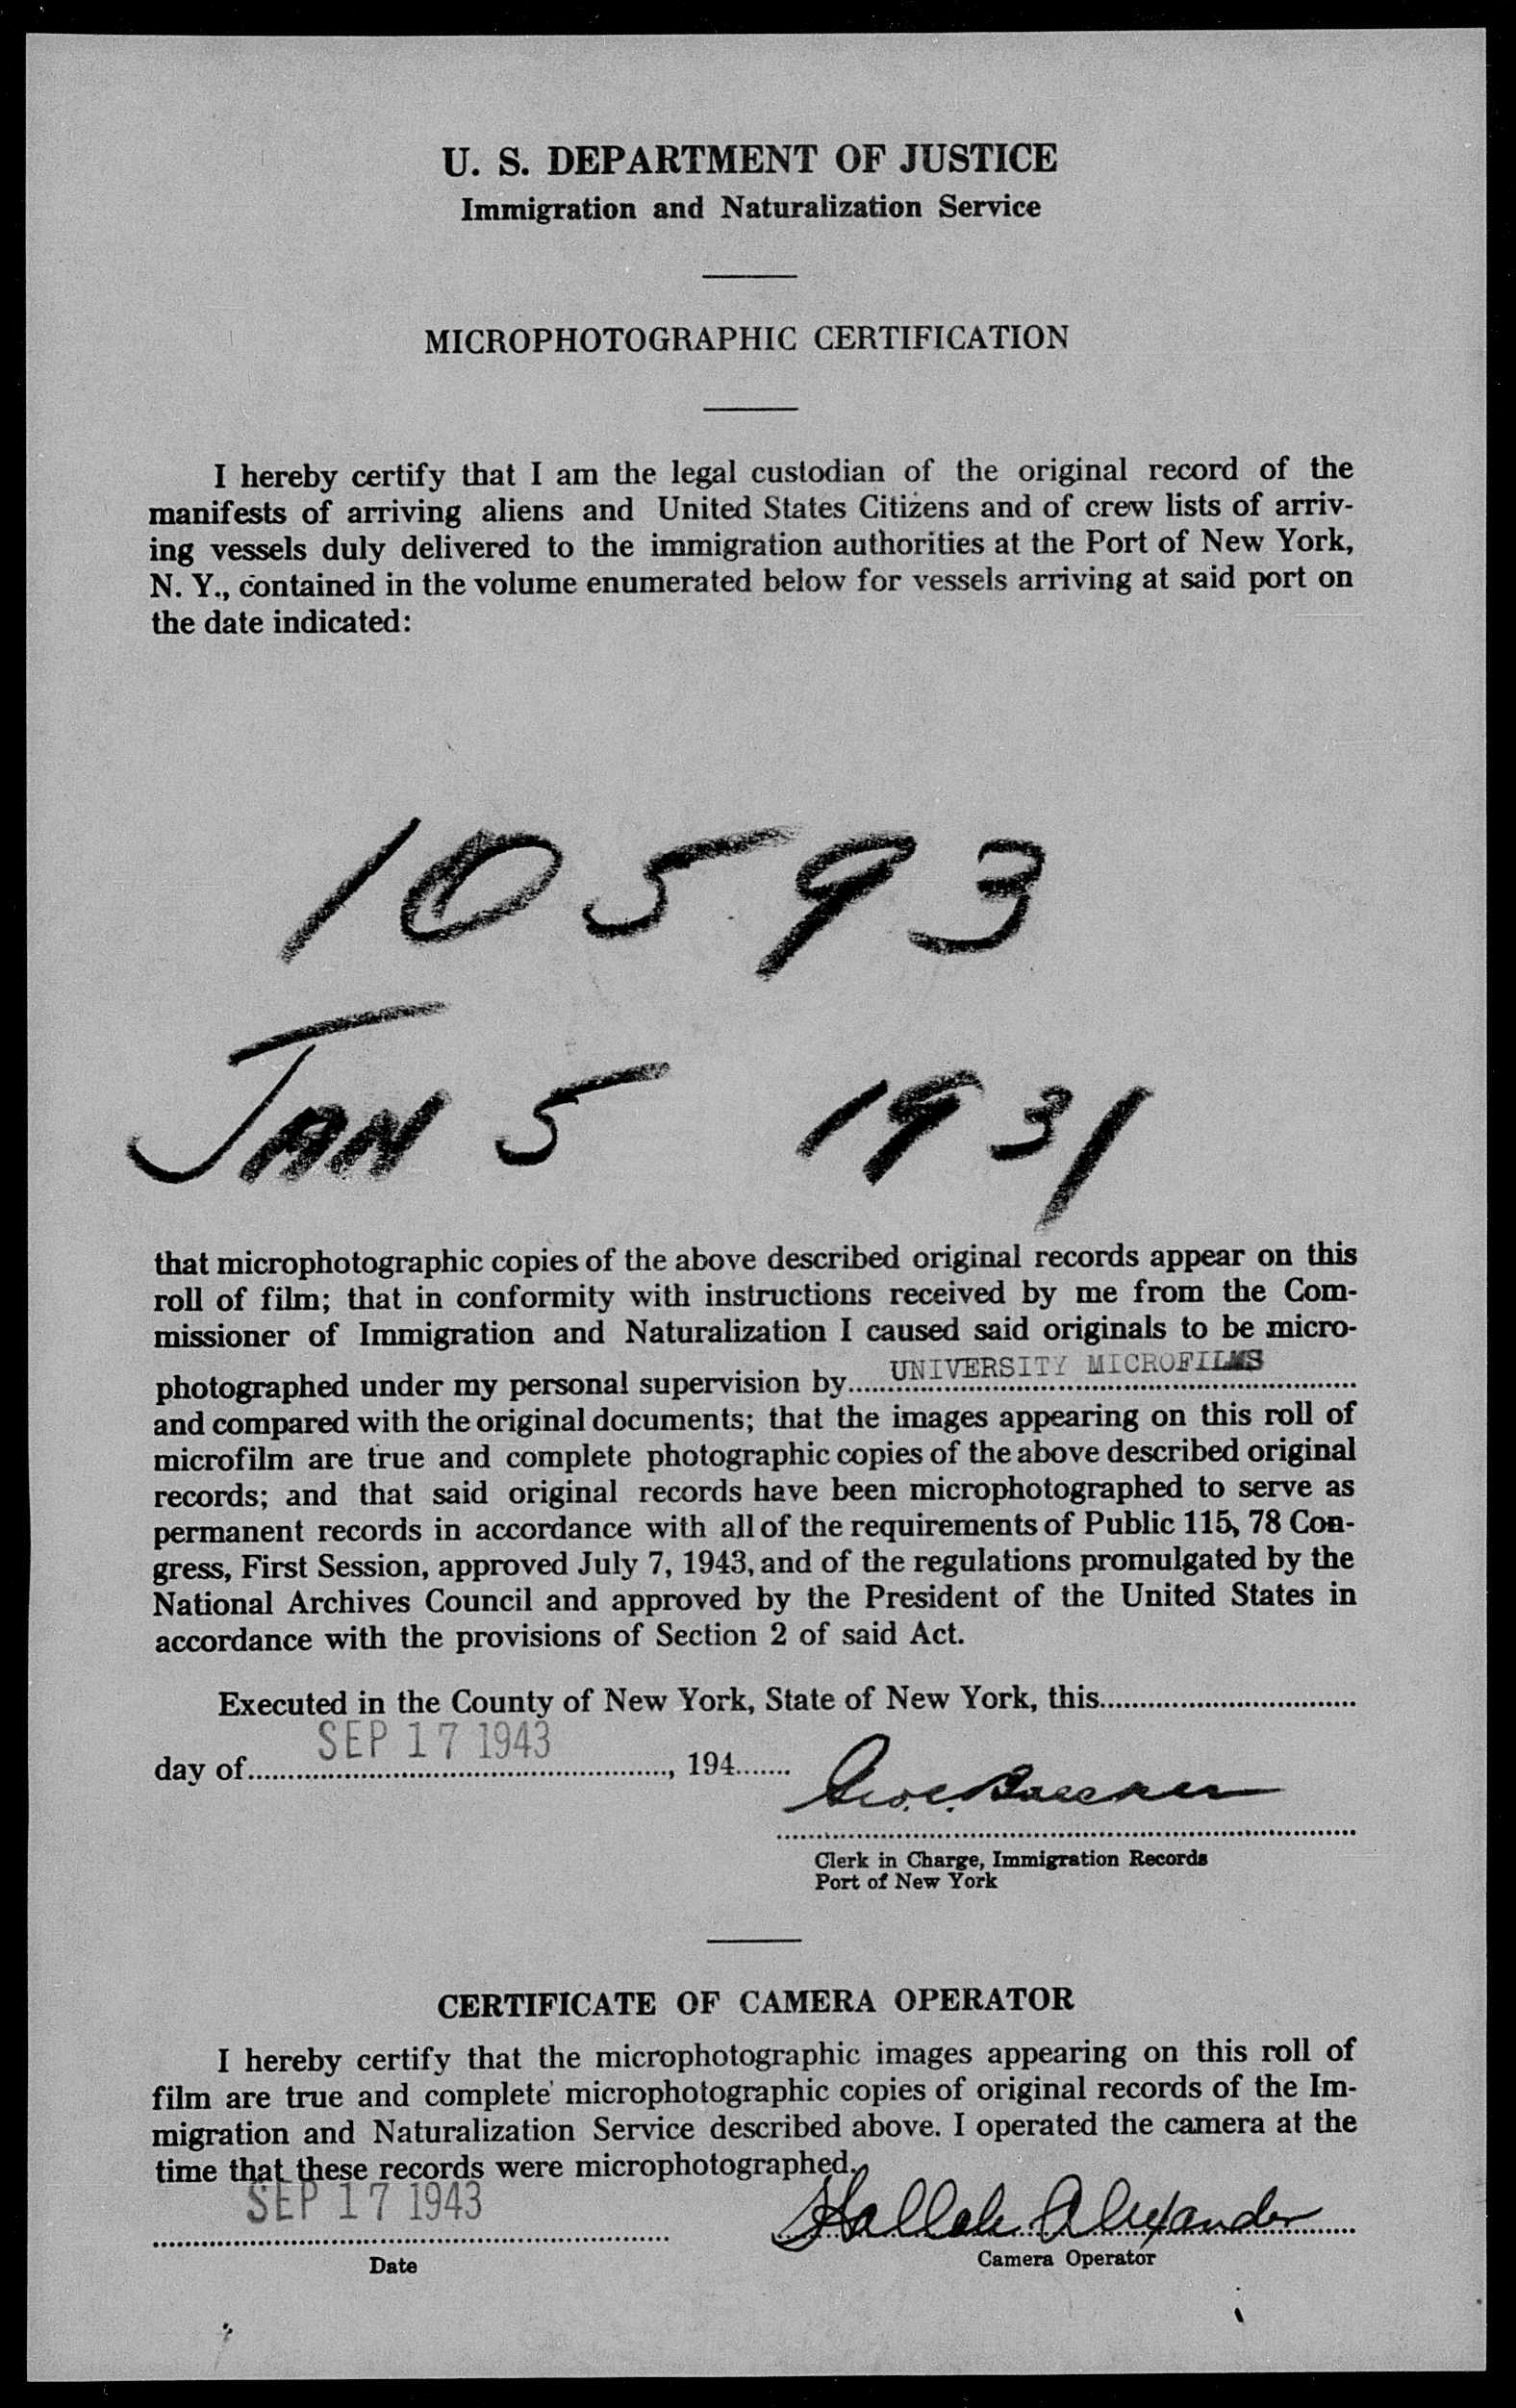 U. S. DEPARTMENT OF JUSTICE
Immigration and Naturalization Service
MICROPHOTOGRAPHIC CERTIFICATION
I hereby certify that I am the legal custodian of the original record of the
manifests of arriving aliens and United States Citizens and of crew lists of arriv-
ing vessels duly delivered to the immigration authorities at the Port of New York,
N. Y., contained in the volume enumerated below for vessels arriving at said port on
the date indicated:
10593
JAN 5 1931
that microphotographic copies of the above described original records appear on this
roll of film; that in conformity with instructions received by me from the Com-
missioner of Immigration and Naturalization I caused said originals to be micro-
photographed under my personal supervision by UNIVERSITY MICROFILMS
and compared with the original documents; that the images appearing on this roll of
microfilm are true and complete photographic copies of the above described original
records; and that said original records have been microphotographed to serve as
permanent records in accordance with all of the requirements of Public 115, 78 Con-
gress, First Session, approved July 7, 1943, and of the regulations promulgated by the
National Archives Council and approved by the President of the United States in
accordance with the provisions of Section 2 of said Act.
Executed in the County of New York, State of New York, this
day of SEP 17 1943, 194
Geo. C.
Clerk in Charge, Immigration Records
Port of New York
CERTIFICATE OF CAMERA OPERATOR
I hereby certify that the microphotographic images appearing on this roll of
film are true and complete microphotographic copies of original records of the Im-
migration and Naturalization Service described above. I operated the camera at the
time that these records were microphotographed.
SEP 17 1943 Alexander
Date Camera Operator